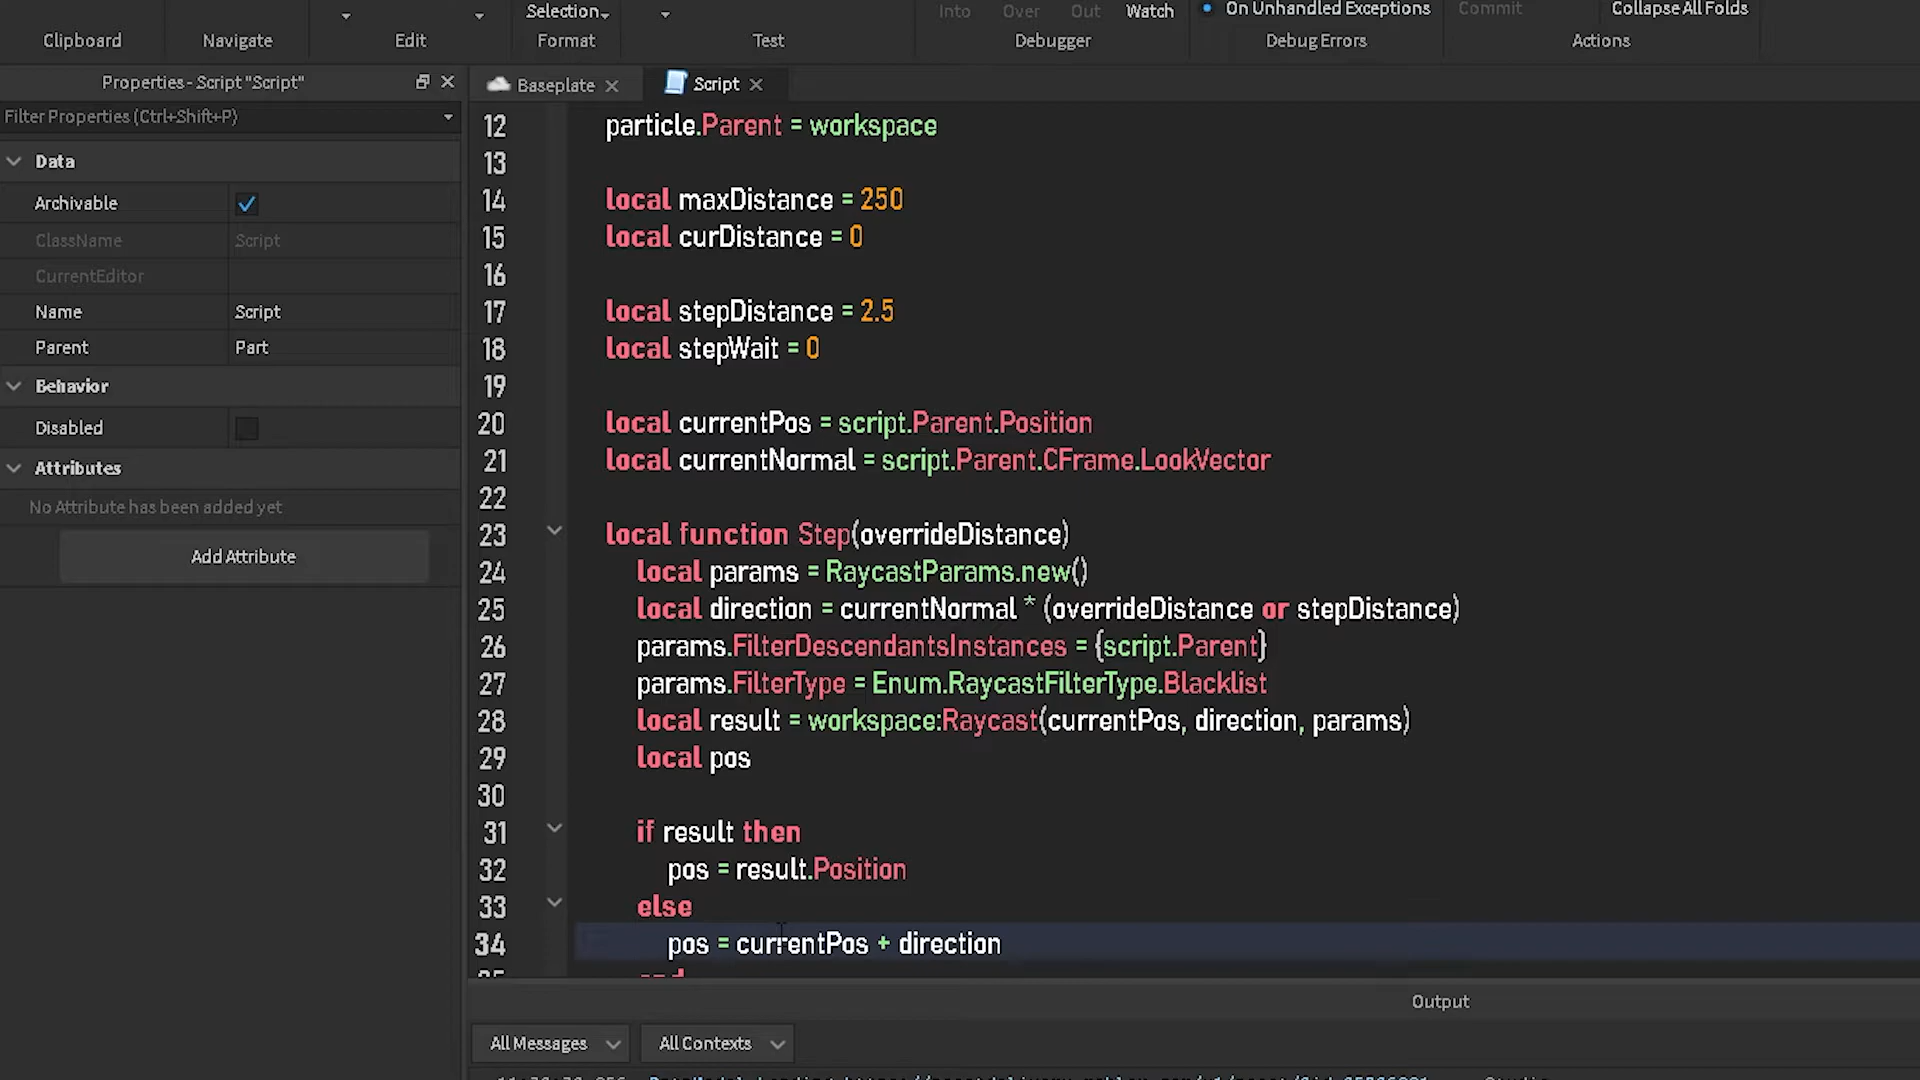 Selection
Into Over Out Watch
On Unhandled Exceptions
Commit
Collapse All Folds
Clipboard Navigate Edit Format Test Debugger Debug Errors Actions
Properties - Script "Script"
Filter Properties (Ctrl+Shift+P)
Data
Archivable
ClassName Script
CurrentEditor
Name Script
Parent Part
Behavior
Disabled
Attributes
No Attribute has been added yet
Add Attribute
Baseplate Script
12 particle.Parent = workspace
13
14 local maxDistance = 250
15 local curDistance = 0
16
17 local stepDistance = 2.5
18 local stepWait = 0
19
20 local currentPos = script.Parent.Position
21 local currentNormal = script.Parent.CFrame.LookVector
22
23 local function Step(overrideDistance)
24 local params = RaycastParams.new()
25 local direction = currentNormal * (overrideDistance or stepDistance)
26 params.FilterDescendantsInstances = {script.Parent}
27 params.FilterType = Enum.RaycastFilterType.Blacklist
28 local result = workspace:Raycast(currentPos, direction, params)
29 local pos
30
31 if result then
32 pos = result.Position
33 else
34 pos = currentPos + direction
Output
All Messages All Contexts